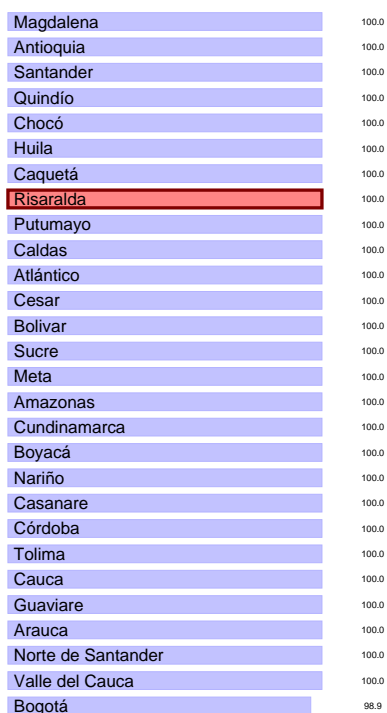 Magdalena 100.0
Antioquia 100.0
Santander 100.0
Quindío 100.0
Chocó 100.0
Huila 100.0
Caquetá 100.0
Risaralda 100.0
Putumayo 100.0
Caldas 100.0
Atlántico 100.0
Cesar 100.0
Bolivar 100.0
Sucre 100.0
Meta 100.0
Amazonas 100.0
Cundinamarca 100.0
Boyacá 100.0
Nariño 100.0
Casanare 100.0
Córdoba 100.0
Tolima 100.0
Cauca 100.0
Guaviare 100.0
Arauca 100.0
Norte de Santander 100.0
Valle del Cauca 100.0
Bogotá 98.9